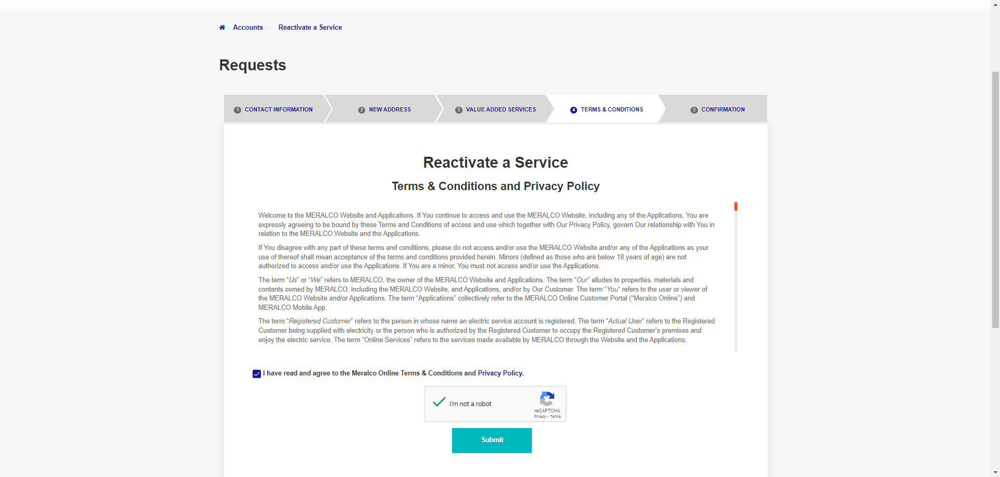 Accounts > Reactivate a Service
Requests
1 CONTACT INFORMATION 2 NEW ADDRESS 3 VALUE ADDED SERVICES 4 TERMS & CONDITIONS 5 CONFIRMATION
Reactivate a Service
Terms & Conditions and Privacy Policy
Welcome to the MERALCO Website and Applications. If You continue to access and use the MERALCO Website, including any of the Applications, You are
expressly agreeing to be bound by these Terms and Conditions of access and use which together with Our Privacy Policy, govern Our relationship with You in
relation to the MERALCO Website and the Applications.
If You disagree with any part of these terms and conditions, please do not access and/or use the MERALCO Website and/or any of the Applications as your
use of thereof shall mean acceptance of the terms and conditions provided herein. Minors (defined as those who are below 18 years of age) are not
authorized to access and/or use the Applications. If You are a minor, You must not access and/or use the Applications.
The term “Us” or “We” refers to MERALCO, the owner of the MERALCO Website and Applications. The term “Our” alludes to properties, materials and
contents owned by MERALCO, including the MERALCO Website, and Applications, and/or by Our Customer. The term “You” refers to the user or viewer of
the MERALCO Website and/or Applications. The term “Applications” collectively refer to the MERALCO Online Customer Portal (“Meralco Online”) and
MERALCO Mobile App.
The term “Registered Customer” refers to the person in whose name an electric service account is registered. The term “Actual User” refers to the Registered
Customer being supplied with electricity or the person who is authorized by the Registered Customer to occupy the Registered Customer’s premises and
enjoy the electric service. The term “Online Services” refers to the services made available by MERALCO through the Website and the Applications.
I have read and agree to the Meralco Online Terms & Conditions and Privacy Policy.
I'm not a robot
reCAPTCHA
Privacy - Terms
Submit